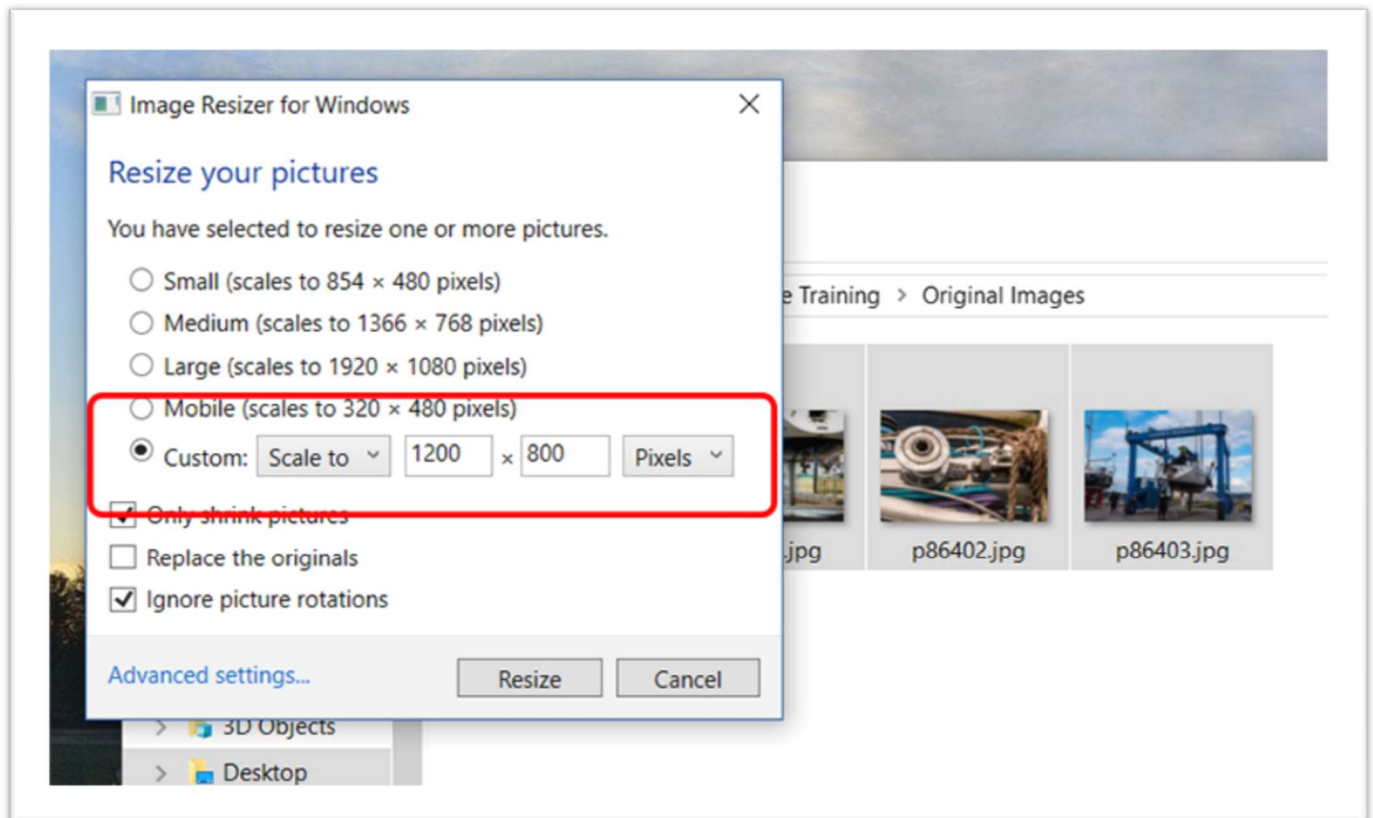 Image Resizer for Windows
Resize your pictures
You have selected to resize one or more pictures.
Small (scales to 854 × 480 pixels)
Medium (scales to 1366 × 768 pixels)
Large (scales to 1920 × 1080 pixels)
Mobile (scales to 320 × 480 pixels)
Custom: Scale to 1200 × 800 Pixels
Only shrink pictures
Replace the originals
Ignore picture rotations
Advanced settings... Resize Cancel
e Training > Original Images
.jpg p86402.jpg p86403.jpg
3D Objects
Desktop